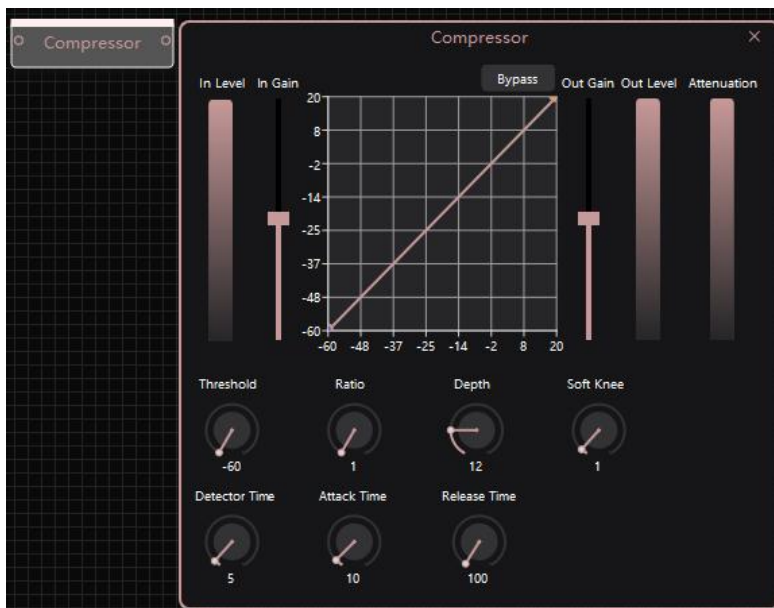 Compressor
Compressor
Bypass
In Level In Gain Out Gain Out Level Attenuation
20
8
-2
-14
-25
-37
-48
-60
-60 -48 -37 -25 -14 -2 8 20
Threshold Ratio Depth Soft Knee
-60 1 12 1
Detector Time Attack Time Release Time
5 10 100